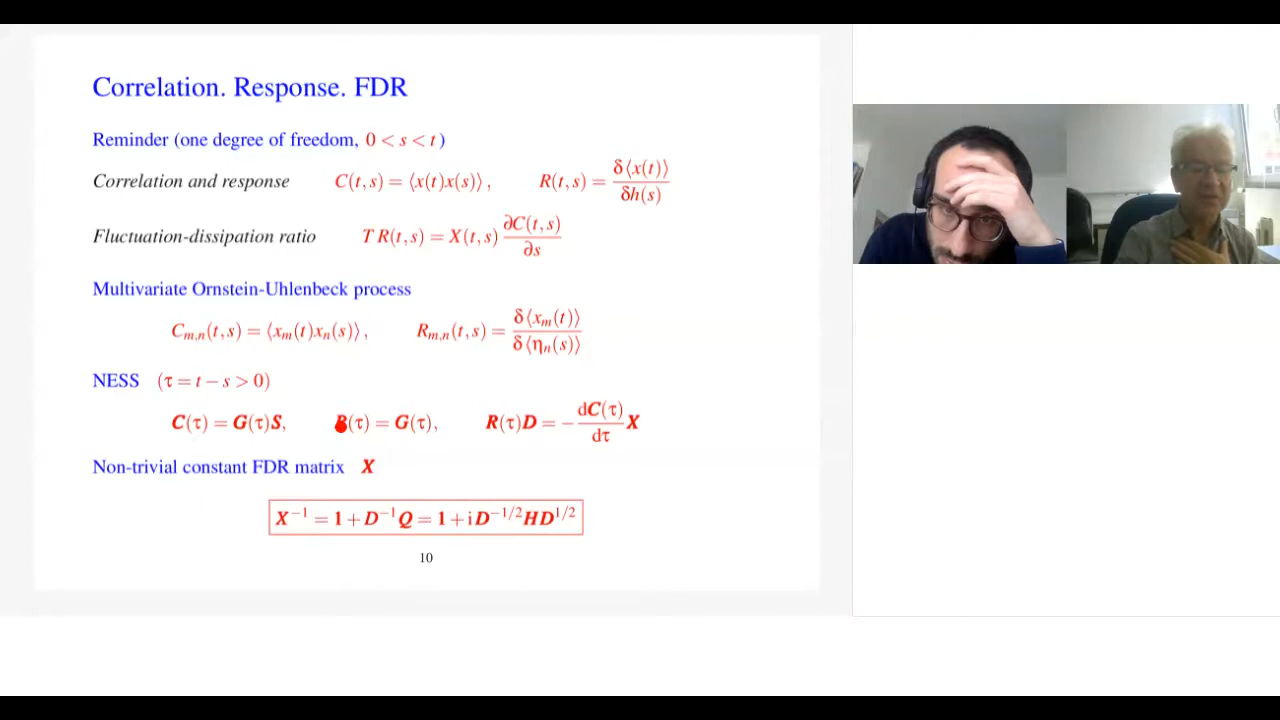 Correlation. Response. FDR
Reminder (one degree of freedom, 0 < s < t)
Correlation and response C(t,s) = ⟨x(t)x(s)⟩, R(t,s) = δ⟨x(t)⟩/δh(s)
Fluctuation-dissipation ratio T R(t,s) = X(t,s) ∂C(t,s)/∂s
Multivariate Ornstein-Uhlenbeck process
C_{m,n}(t,s) = ⟨x_m(t)x_n(s)⟩, R_{m,n}(t,s) = δ⟨x_m(t)⟩/δ⟨η_n(s)⟩
NESS (τ = t − s > 0)
C(τ) = G(τ)S, R(τ) = G(τ), R(τ)D = −dC(τ)/dτ X
Non-trivial constant FDR matrix X
X⁻¹ = 1 + D⁻¹Q = 1 + iD^{−1/2}HD^{1/2}
10